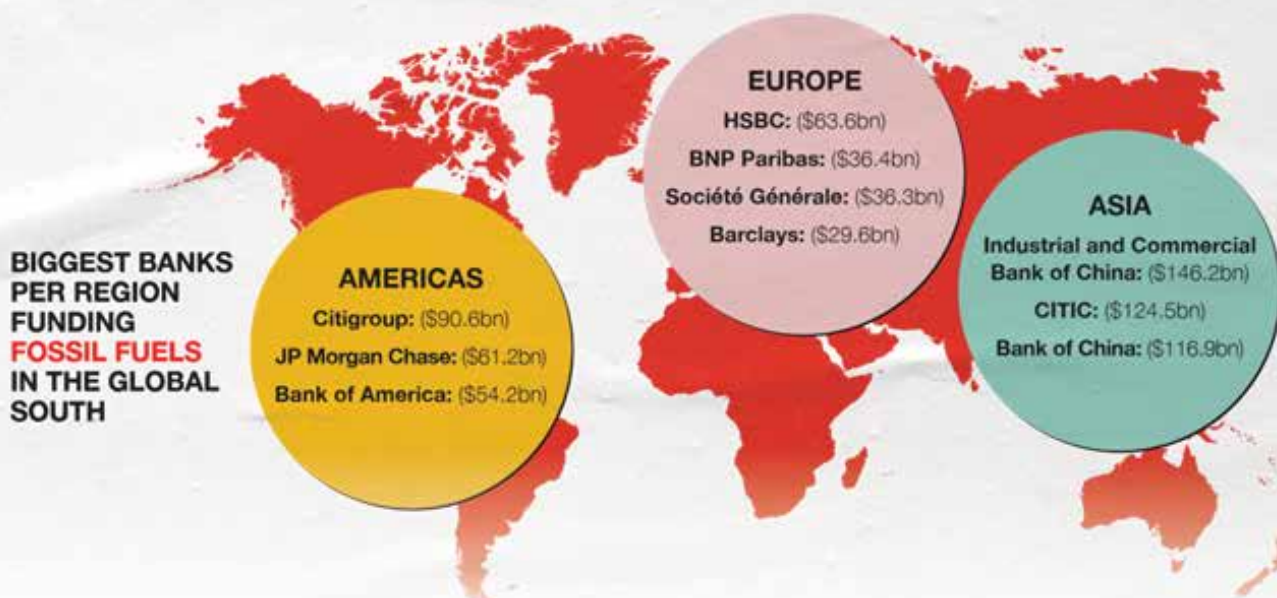 BIGGEST BANKS
PER REGION
FUNDING
FOSSIL FUELS
IN THE GLOBAL
SOUTH
AMERICAS
Citigroup: ($90.6bn)
JP Morgan Chase: ($61.2bn)
Bank of America: ($54.2bn)
EUROPE
HSBC: ($63.6bn)
BNP Paribas: ($36.4bn)
Société Générale: ($36.3bn)
Barclays: ($29.6bn)
ASIA
Industrial and Commercial
Bank of China: ($146.2bn)
CITIC: ($124.5bn)
Bank of China: ($116.9bn)